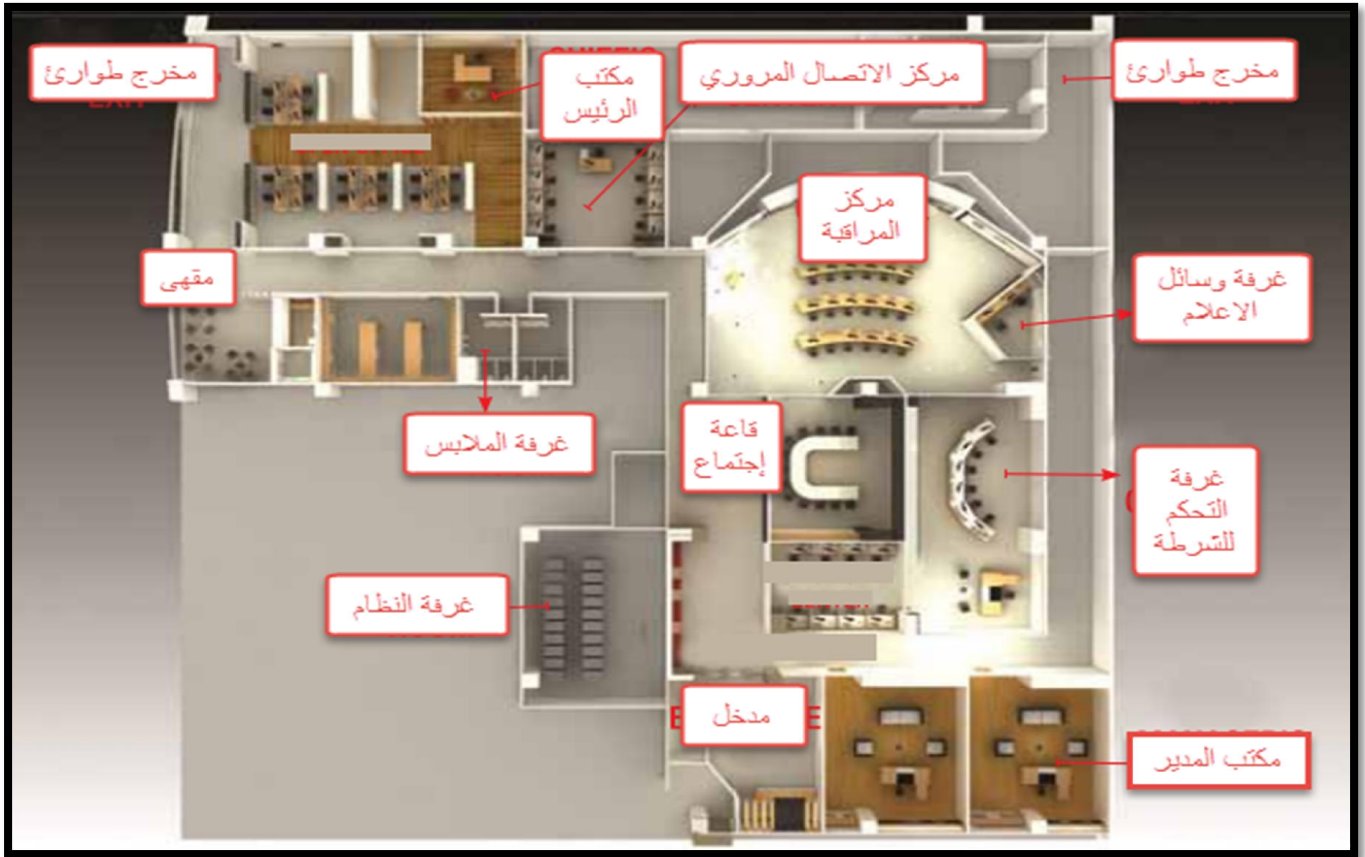 مخرج طوارئ
مركز الاتصال المروري
مكتب
الرئيس
مخرج طوارئ
مركز
المراقبة
مقهى
غرفة وسائل
الاعلام
قاعة
إجتماع
غرفة الملابس
غرفة
التحكم
للشرطة
غرفة النظام
مدخل
مكتب المدير